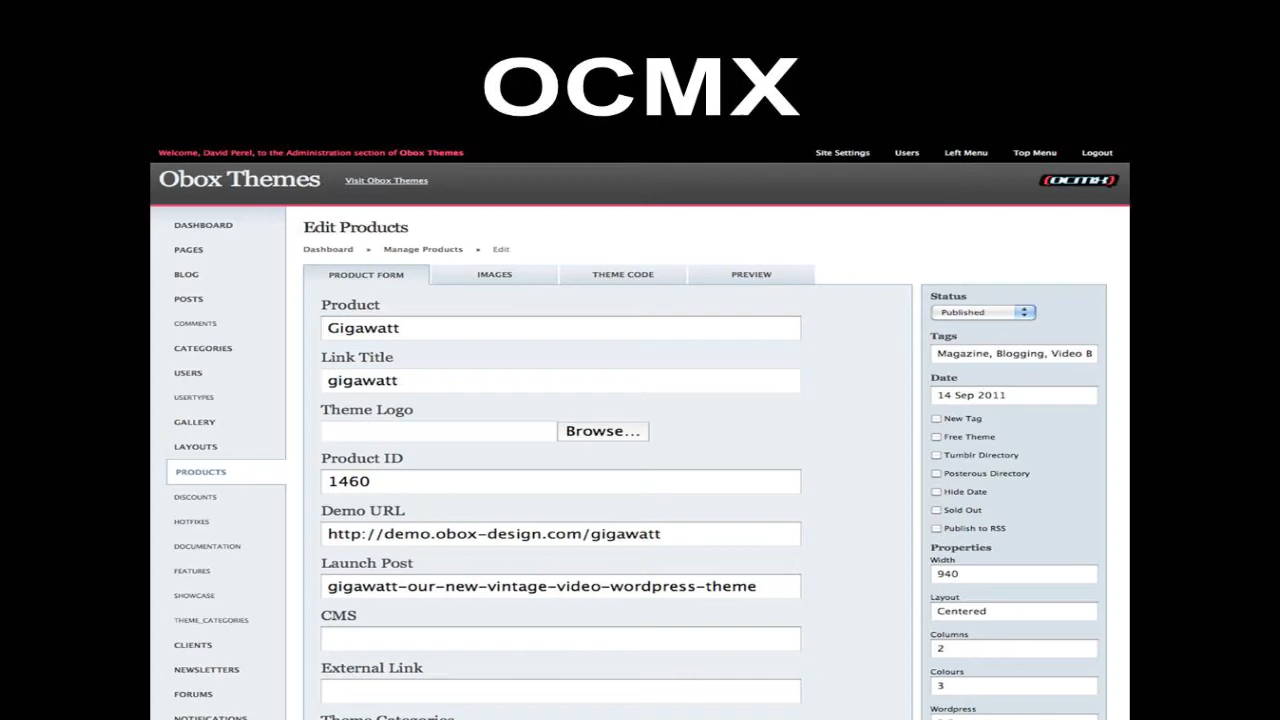 OCMX
Welcome, David Perel, to the Administration section of Obox Themes
Site Settings Users Left Menu Top Menu Logout
Obox Themes Visit Obox Themes (OCMX)
DASHBOARD
PAGES
BLOG
POSTS
COMMENTS
CATEGORIES
USERS
USERTYPES
GALLERY
LAYOUTS
PRODUCTS
DISCOUNTS
HOTFIXES
DOCUMENTATION
FEATURES
SHOWCASE
THEME_CATEGORIES
CLIENTS
NEWSLETTERS
FORUMS
NOTIFICATIONS
Edit Products
Dashboard ▸ Manage Products ▸ Edit
PRODUCT FORM IMAGES THEME CODE PREVIEW
Product
Gigawatt
Link Title
gigawatt
Theme Logo
Browse...
Product ID
1460
Demo URL
http://demo.obox-design.com/gigawatt
Launch Post
gigawatt-our-new-vintage-video-wordpress-theme
CMS
External Link
Theme Categories
Status
Published
Tags
Magazine, Blogging, Video B
Date
14 Sep 2011
New Tag
Free Theme
Tumblr Directory
Posterous Directory
Hide Date
Sold Out
Publish to RSS
Properties
Width
940
Layout
Centered
Columns
2
Colours
3
Wordpress